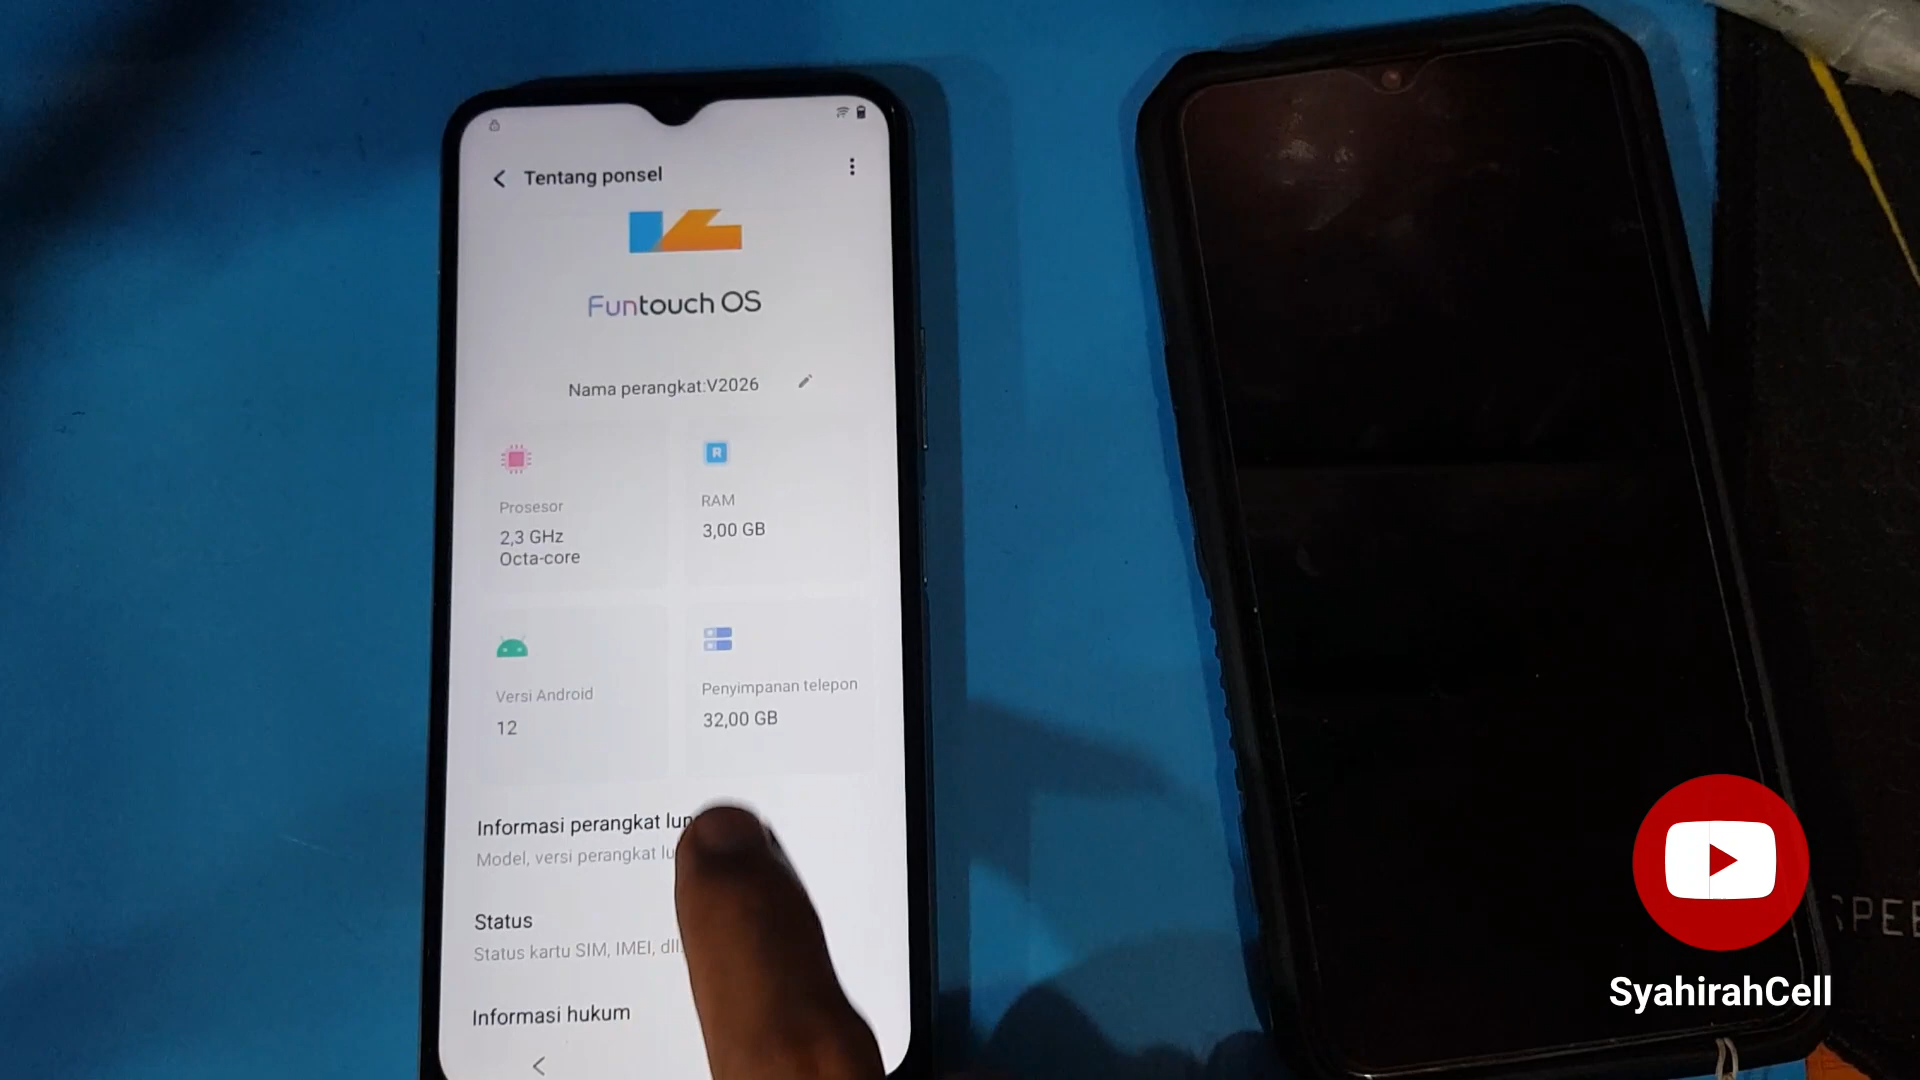 Tentang ponsel
Funtouch OS
Nama perangkat:V2026
R
Prosesor
2,3 GHz
Octa-core
RAM
3,00 GB
Versi Android
12
Penyimpanan telepon
32,00 GB
Informasi perangkat
Model, versi perangkat
Status
Status kartu SIM, IMEI, dll.
Informasi hukum
SPEE
SyahirahCell